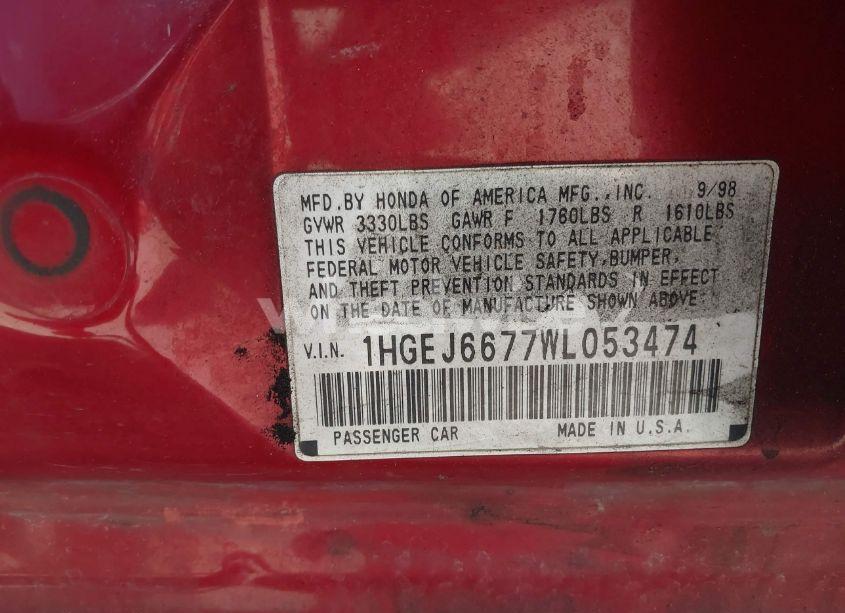 MFD.BY HONDA OF AMERICA MFG.,INC. 9/98
GVWR 3330LBS GAWR F 1760LBS R 1610LBS
THIS VEHICLE CONFORMS TO ALL APPLICABLE
FEDERAL MOTOR VEHICLE SAFETY,BUMPER,
AND THEFT PREVENTION STANDARDS IN EFFECT
ON THE DATE OF MANUFACTURE SHOWN ABOVE.
V.I.N. 1HGEJ6677WL053474
PASSENGER CAR MADE IN U.S.A.